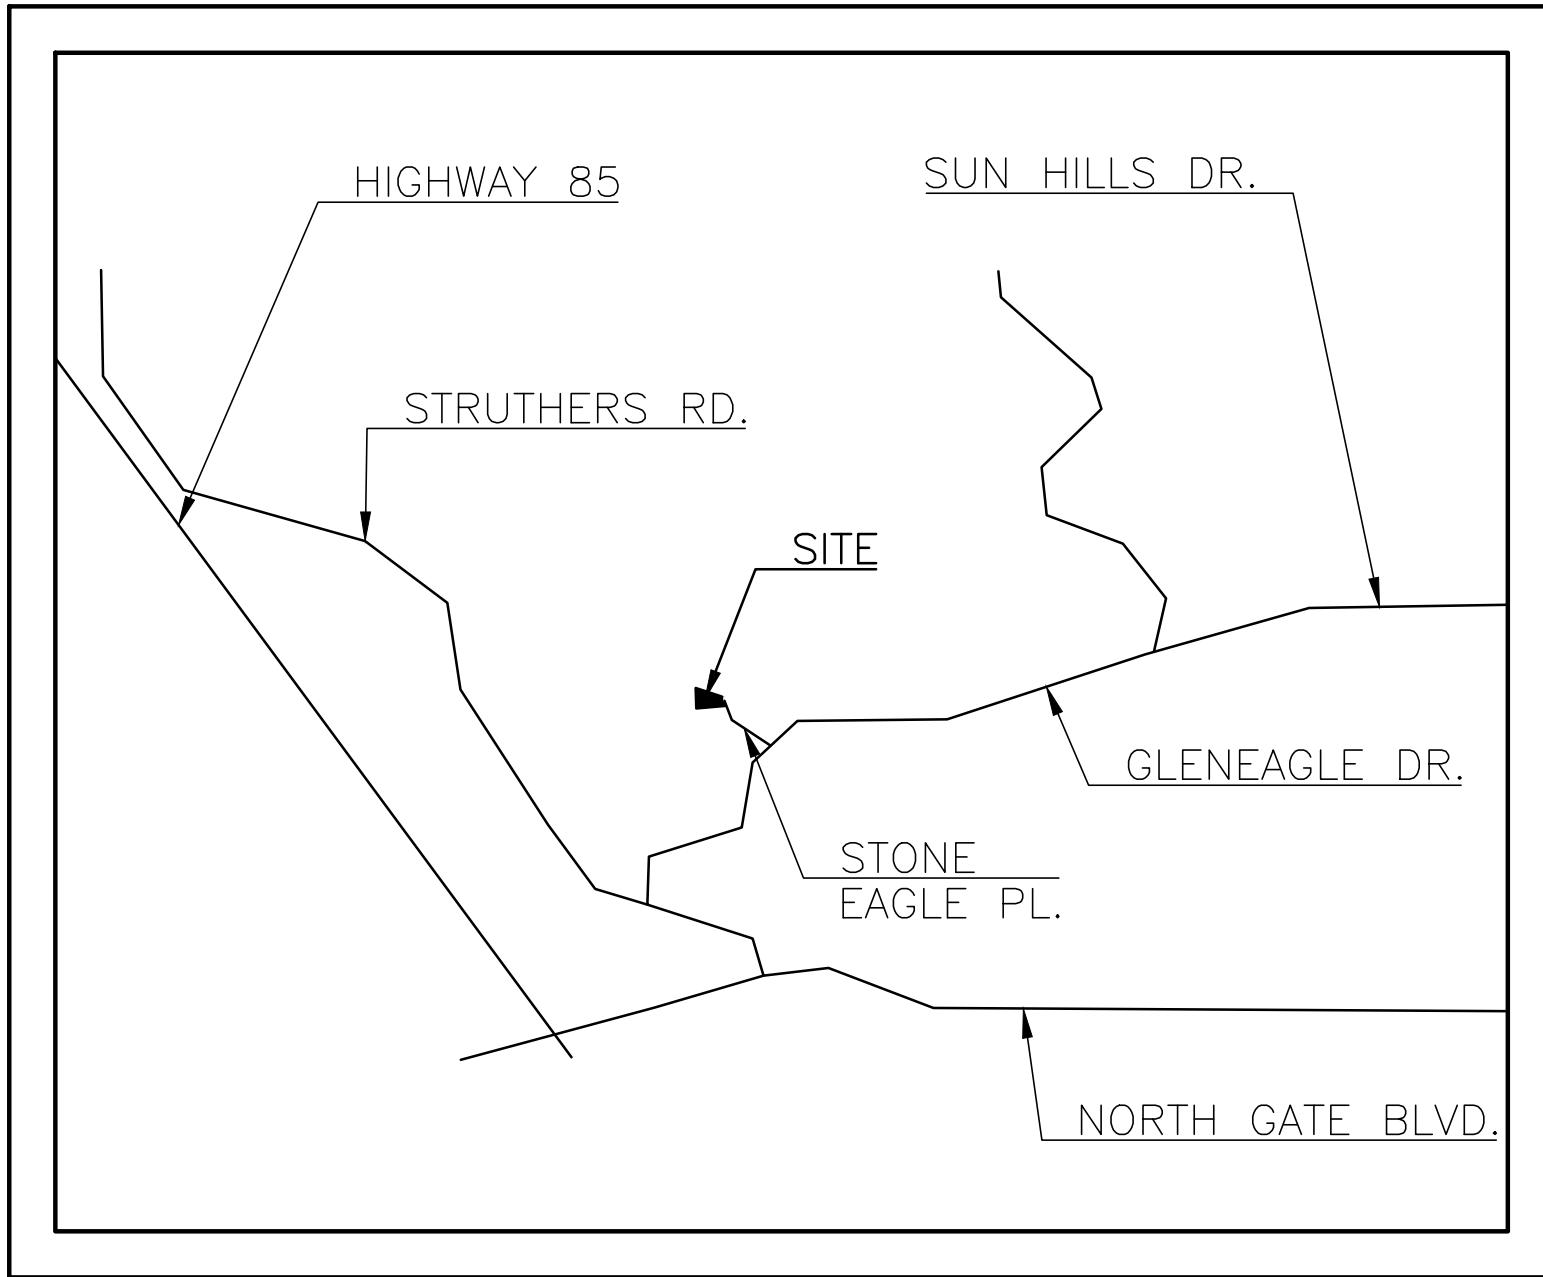 HIGHWAY 85
SUN HILLS DR.
STRUTHERS RD.
SITE
GLENEAGLE DR.
STONE
EAGLE PL.
NORTH GATE BLVD.